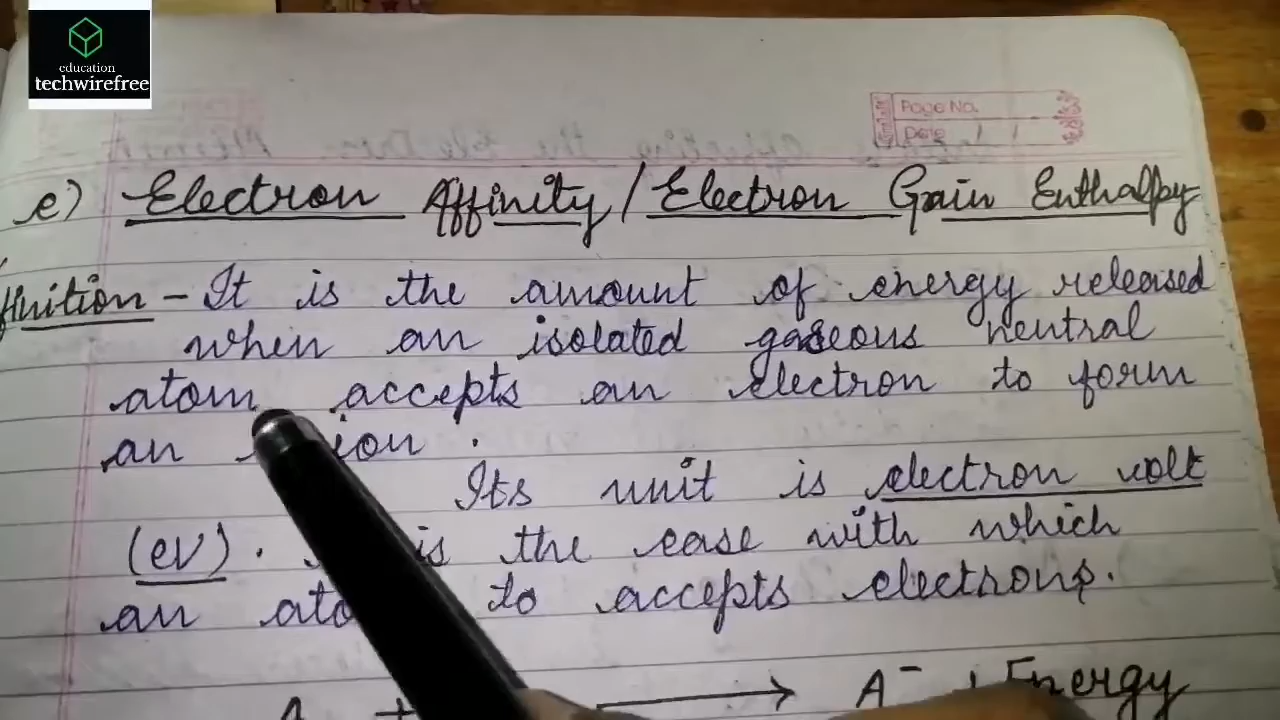 education
techwirefree
Page No.
Date / /
e) Electron Affinity / Electron Gain Enthalpy
finition - It is the amount of energy released
when an isolated gaseous neutral
atom accepts an electron to form
an ion.
Its unit is electron volt
(ev). is the ease with which
an ato to accepts electrons.
A + → A⁻ + Energy